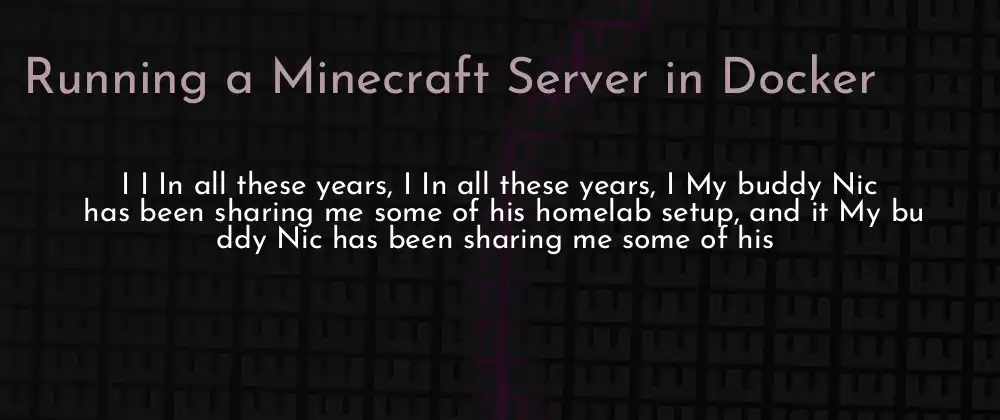 Running a Minecraft Server in Docker
I I In all these years, I In all these years, I My buddy Nic
has been sharing me some of his homelab setup, and it My bu
ddy Nic has been sharing me some of his